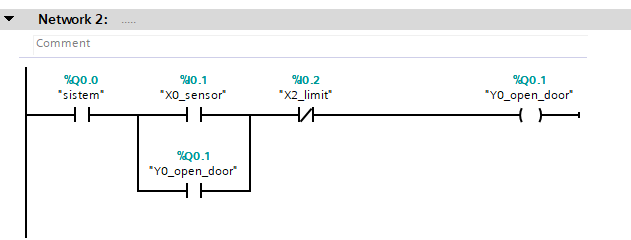 Network 2: .....
Comment
%Q0.0 %I0.1 %I0.2 %Q0.1
"sistem" "X0_sensor" "X2_limit" "Y0_open_door"
%Q0.1
"Y0_open_door"